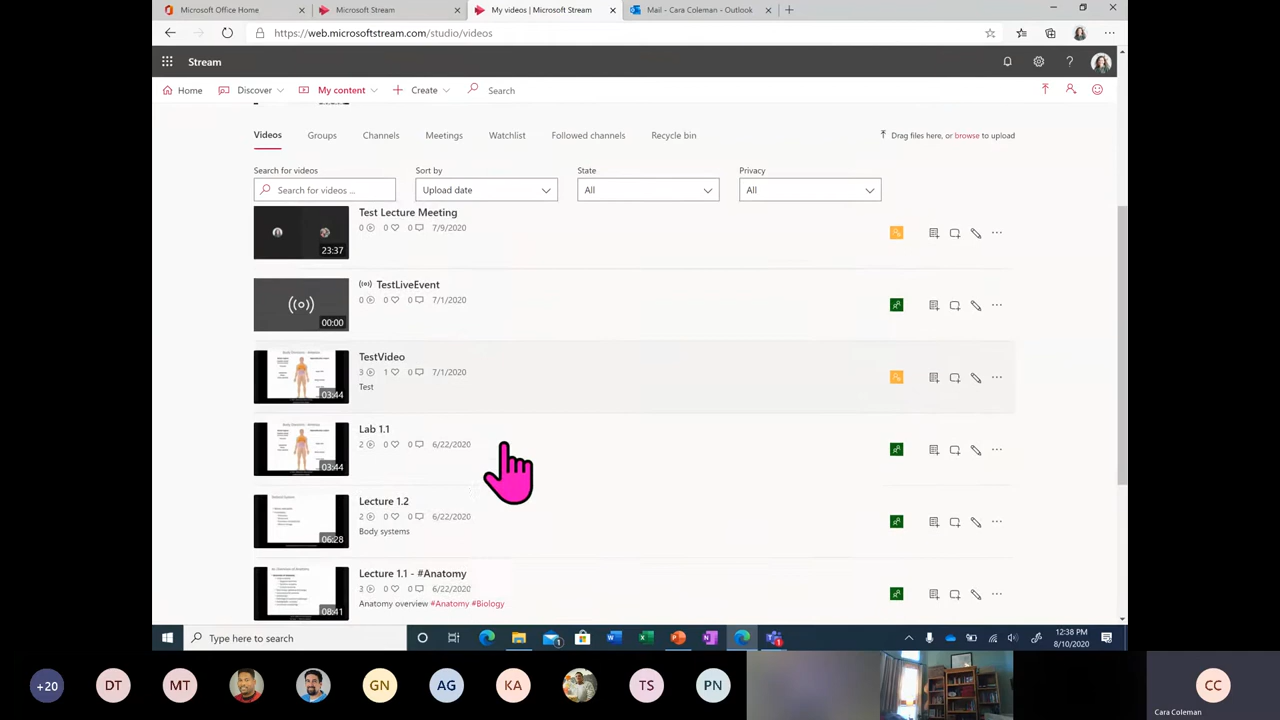 Microsoft Office Home
Microsoft Stream
My videos | Microsoft Stream
Mail - Cara Coleman - Outlook
https://web.microsoftstream.com/studio/videos
Stream
Home
Discover
My content
Create
Search
Videos
Groups
Channels
Meetings
Watchlist
Followed channels
Recycle bin
Drag files here, or browse to upload
Search for videos
Sort by
State
Privacy
Search for videos ...
Upload date
All
All
Test Lecture Meeting
0 0 0 7/9/2020
23:37
TestLiveEvent
0 0 0 7/1/2020
00:00
TestVideo
3 1 0 7/1/2020
Test
03:44
Lab 1.1
2 0 0 6/22/2020
03:44
Lecture 1.2
2 0 0 6/22/2020
Body systems
06:28
Lecture 1.1 - #Anatomy
3 0 0 6/22/2020
Anatomy overview #Anatomy #Biology
08:41
Type here to search
12:38 PM
8/10/2020
+20
DT
MT
GN
AG
KA
TS
PN
CC
Cara Coleman